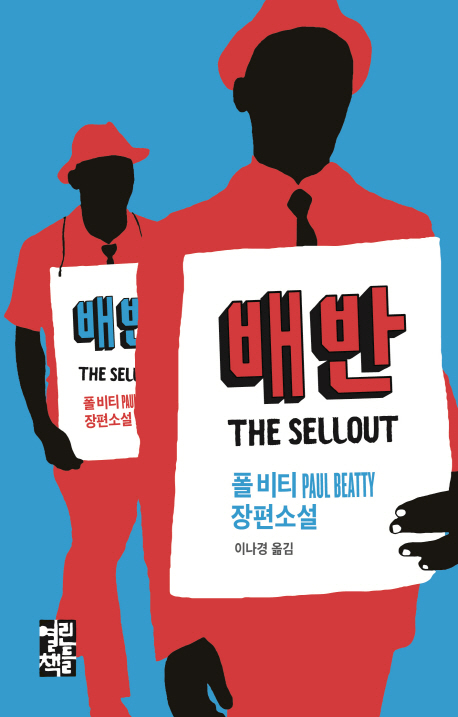 배반
THE SELLOUT
폴 비티 PAUL BEATTY
장편소설
이나경 옮김
배반
THE SELL
폴 비티 PAU
장편소설
열린
책들